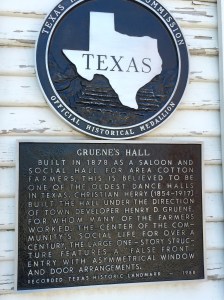 TEXAS
COMMISSION
TEXAS
OFFICIAL HISTORICAL MEDALLION
GRUENE'S HALL
BUILT IN 1878 AS A SALOON AND
SOCIAL HALL FOR AREA COTTON
FARMERS, THIS IS BELIEVED TO BE
ONE OF THE OLDEST DANCE HALLS
IN TEXAS. CHRISTIAN HERRY (1854-1917)
BUILT THE HALL UNDER THE DIRECTION
OF TOWN DEVELOPER HENRY D. GRUENE,
FOR WHOM MANY OF THE FARMERS
WORKED. THE CENTER OF THE COM-
MUNITY'S SOCIAL LIFE FOR OVER A
CENTURY, THE LARGE ONE-STORY STRUC-
TURE FEATURES A FALSE FRONT
ENTRY WITH ASYMMETRICAL WINDOW
AND DOOR ARRANGEMENTS.
RECORDED TEXAS HISTORIC LANDMARK 1988